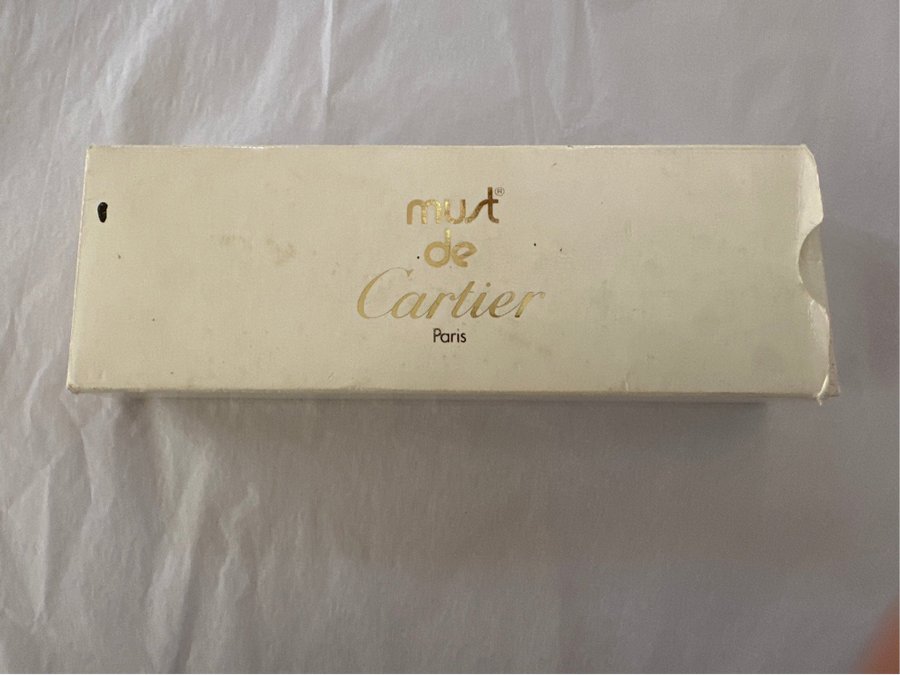 must®
de
Cartier
Paris